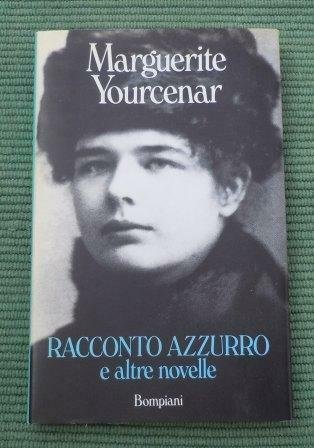 Marguerite
Yourcenar
RACCONTO AZZURRO
e altre novelle
Bompiani